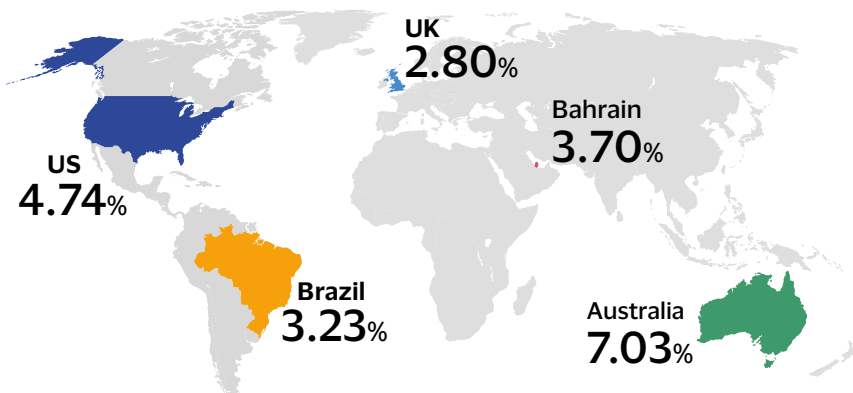 UK
2.80%
Bahrain
3.70%
US
4.74%
Brazil
3.23%
Australia
7.03%